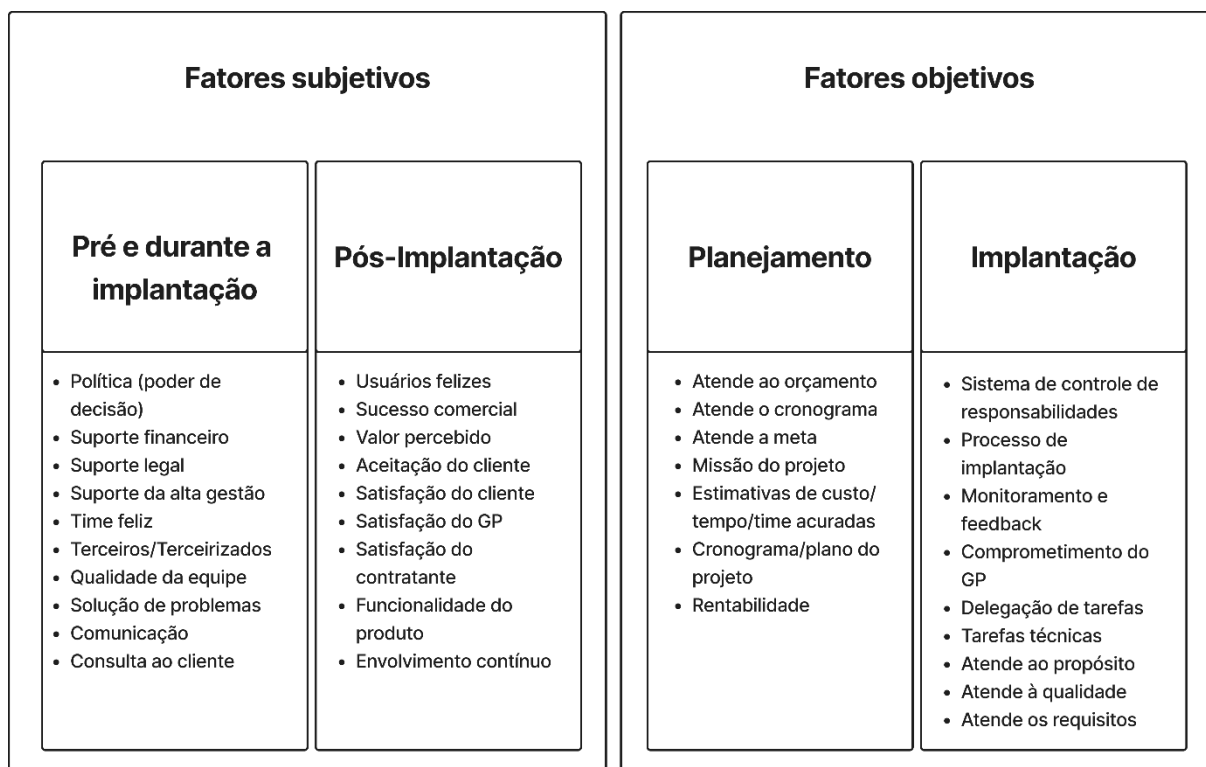 Fatores subjetivos
Pré e durante a
implantação
• Política (poder de
decisão)
• Suporte financeiro
• Suporte legal
• Suporte da alta gestão
• Time feliz
• Terceiros/Terceirizados
• Qualidade da equipe
• Solução de problemas
• Comunicação
• Consulta ao cliente
Pós-Implantação
• Usuários felizes
• Sucesso comercial
• Valor percebido
• Aceitação do cliente
• Satisfação do cliente
• Satisfação do GP
• Satisfação do
contratante
• Funcionalidade do
produto
• Envolvimento contínuo
Fatores objetivos
Planejamento
• Atende ao orçamento
• Atende o cronograma
• Atende a meta
• Missão do projeto
• Estimativas de custo/
tempo/time acuradas
• Cronograma/plano do
projeto
• Rentabilidade
Implantação
• Sistema de controle de
responsabilidades
• Processo de
implantação
• Monitoramento e
feedback
• Comprometimento do
GP
• Delegação de tarefas
• Tarefas técnicas
• Atende ao propósito
• Atende à qualidade
• Atende os requisitos